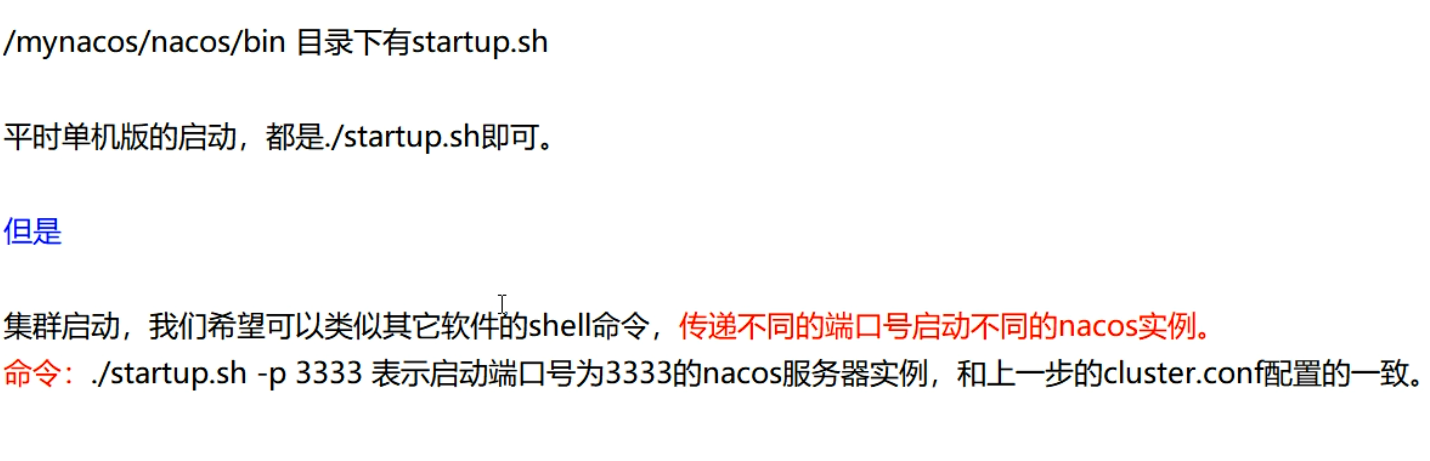 /mynacos/nacos/bin 目录下有startup.sh
平时单机版的启动，都是./startup.sh即可。
但是
集群启动，我们希望可以类似其它软件的shell命令，传递不同的端口号启动不同的nacos实例。
命令：./startup.sh -p 3333 表示启动端口号为3333的nacos服务器实例，和上一步的cluster.conf配置的一致。